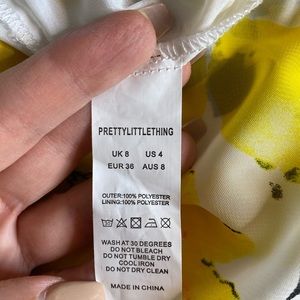 PRETTYLITTLETHING
UK 8 US 4
EUR 36 AUS 8
OUTER:100% POLYESTER
LINING:100% POLYESTER
WASH AT 30 DEGREES
DO NOT BLEACH
DO NOT TUMBLE DRY
COOL IRON
DO NOT DRY CLEAN
MADE IN CHINA